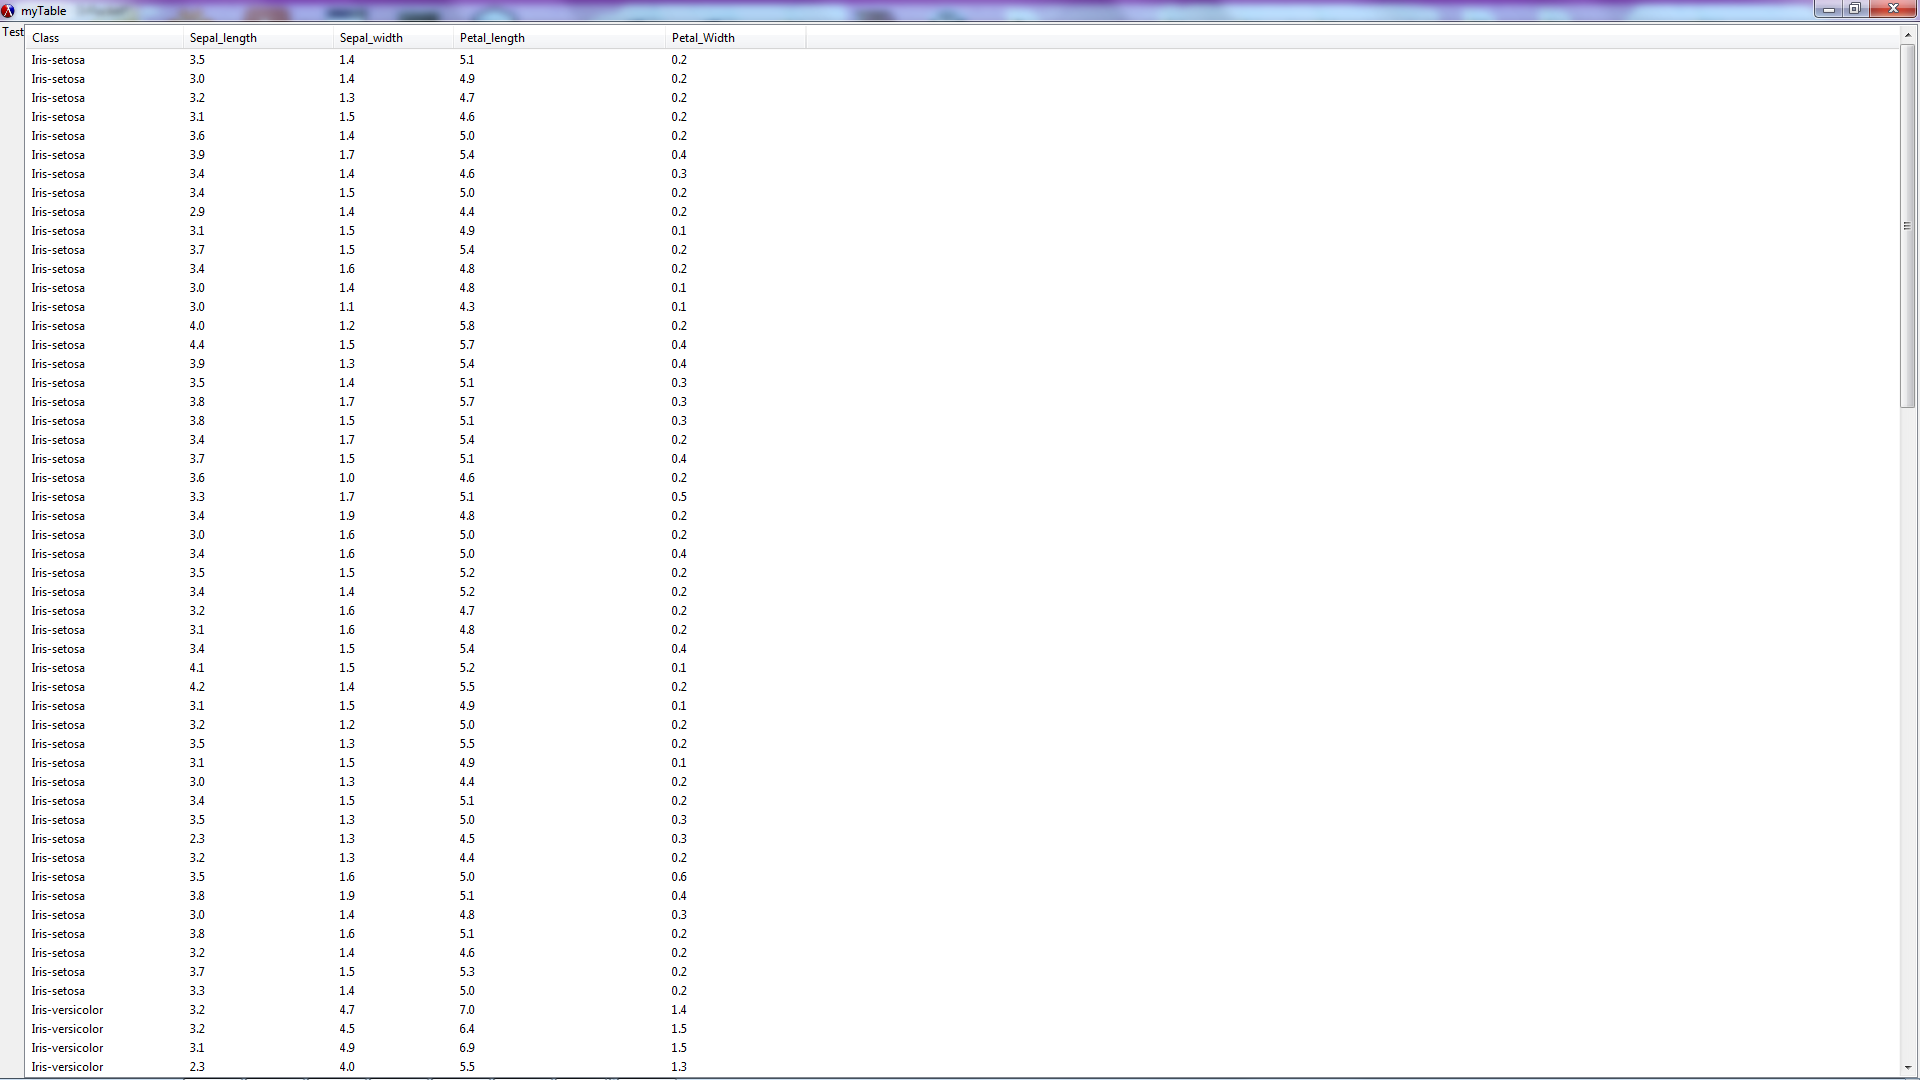 myTable
Test
Class Sepal_length Sepal_width Petal_length Petal_Width
Iris-setosa 3.5 1.4 5.1 0.2
Iris-setosa 3.0 1.4 4.9 0.2
Iris-setosa 3.2 1.3 4.7 0.2
Iris-setosa 3.1 1.5 4.6 0.2
Iris-setosa 3.6 1.4 5.0 0.2
Iris-setosa 3.9 1.7 5.4 0.4
Iris-setosa 3.4 1.4 4.6 0.3
Iris-setosa 3.4 1.5 5.0 0.2
Iris-setosa 2.9 1.4 4.4 0.2
Iris-setosa 3.1 1.5 4.9 0.1
Iris-setosa 3.7 1.5 5.4 0.2
Iris-setosa 3.4 1.6 4.8 0.2
Iris-setosa 3.0 1.4 4.8 0.1
Iris-setosa 3.0 1.1 4.3 0.1
Iris-setosa 4.0 1.2 5.8 0.2
Iris-setosa 4.4 1.5 5.7 0.4
Iris-setosa 3.9 1.3 5.4 0.4
Iris-setosa 3.5 1.4 5.1 0.3
Iris-setosa 3.8 1.7 5.7 0.3
Iris-setosa 3.8 1.5 5.1 0.3
Iris-setosa 3.4 1.7 5.4 0.2
Iris-setosa 3.7 1.5 5.1 0.4
Iris-setosa 3.6 1.0 4.6 0.2
Iris-setosa 3.3 1.7 5.1 0.5
Iris-setosa 3.4 1.9 4.8 0.2
Iris-setosa 3.0 1.6 5.0 0.2
Iris-setosa 3.4 1.6 5.0 0.4
Iris-setosa 3.5 1.5 5.2 0.2
Iris-setosa 3.4 1.4 5.2 0.2
Iris-setosa 3.2 1.6 4.7 0.2
Iris-setosa 3.1 1.6 4.8 0.2
Iris-setosa 3.4 1.5 5.4 0.4
Iris-setosa 4.1 1.5 5.2 0.1
Iris-setosa 4.2 1.4 5.5 0.2
Iris-setosa 3.1 1.5 4.9 0.1
Iris-setosa 3.2 1.2 5.0 0.2
Iris-setosa 3.5 1.3 5.5 0.2
Iris-setosa 3.1 1.5 4.9 0.1
Iris-setosa 3.0 1.3 4.4 0.2
Iris-setosa 3.4 1.5 5.1 0.2
Iris-setosa 3.5 1.3 5.0 0.3
Iris-setosa 2.3 1.3 4.5 0.3
Iris-setosa 3.2 1.3 4.4 0.2
Iris-setosa 3.5 1.6 5.0 0.6
Iris-setosa 3.8 1.9 5.1 0.4
Iris-setosa 3.0 1.4 4.8 0.3
Iris-setosa 3.8 1.6 5.1 0.2
Iris-setosa 3.2 1.4 4.6 0.2
Iris-setosa 3.7 1.5 5.3 0.2
Iris-setosa 3.3 1.4 5.0 0.2
Iris-versicolor 3.2 4.7 7.0 1.4
Iris-versicolor 3.2 4.5 6.4 1.5
Iris-versicolor 3.1 4.9 6.9 1.5
Iris-versicolor 2.3 4.0 5.5 1.3